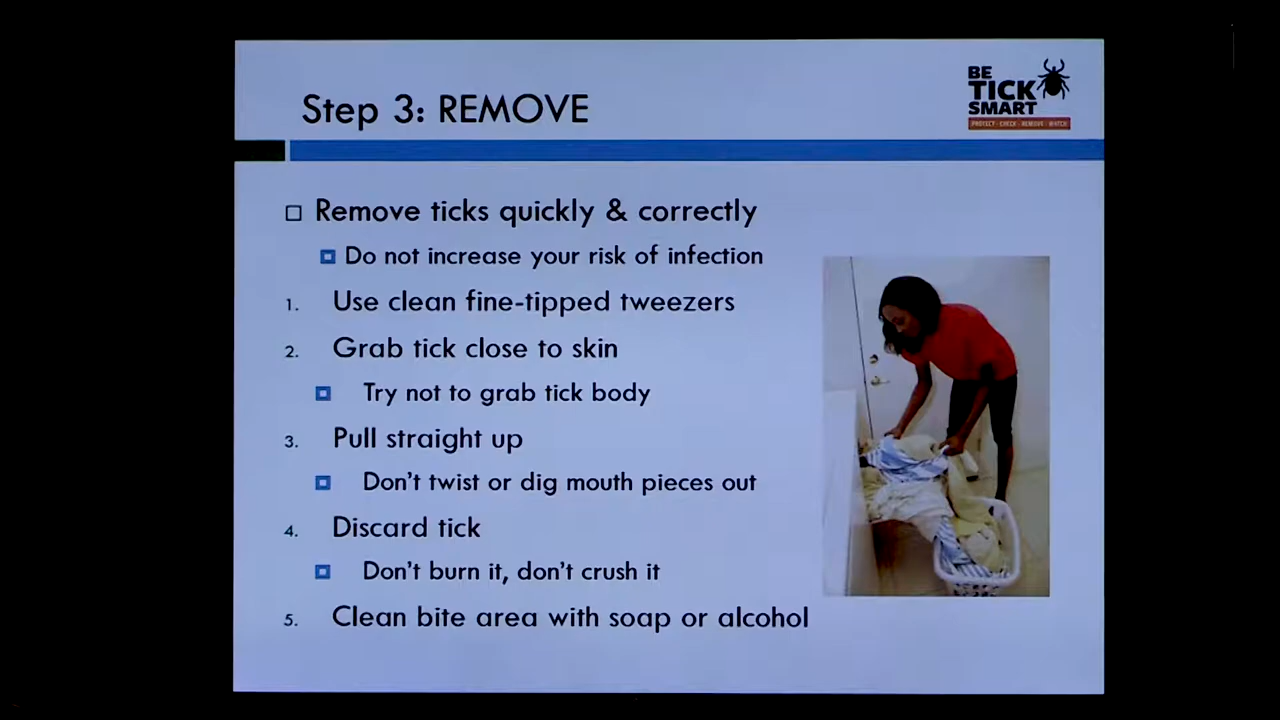 Step 3: REMOVE
BE
TICK
SMART
PROTECT · CHECK · REMOVE · WATCH
Remove ticks quickly & correctly
Do not increase your risk of infection
1. Use clean fine-tipped tweezers
2. Grab tick close to skin
Try not to grab tick body
3. Pull straight up
Don't twist or dig mouth pieces out
4. Discard tick
Don't burn it, don't crush it
5. Clean bite area with soap or alcohol